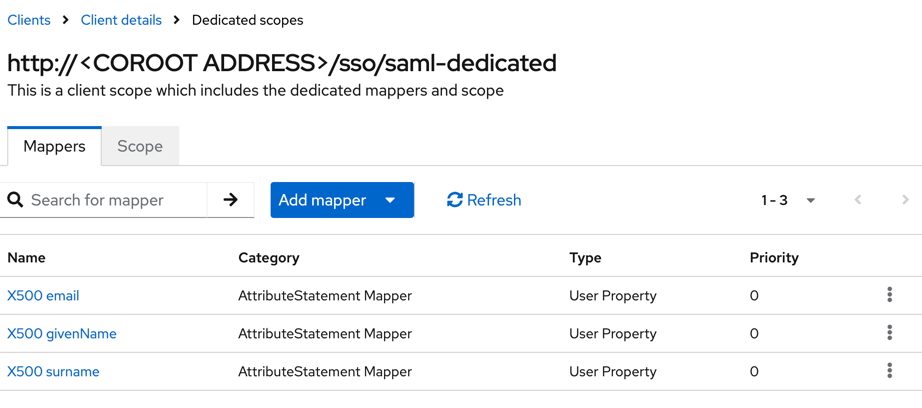 Clients > Client details > Dedicated scopes
http://<COROOT ADDRESS>/sso/saml-dedicated
This is a client scope which includes the dedicated mappers and scope
Mappers Scope
Search for mapper Add mapper Refresh 1 - 3
Name Category Type Priority
X500 email AttributeStatement Mapper User Property 0
X500 givenName AttributeStatement Mapper User Property 0
X500 surname AttributeStatement Mapper User Property 0